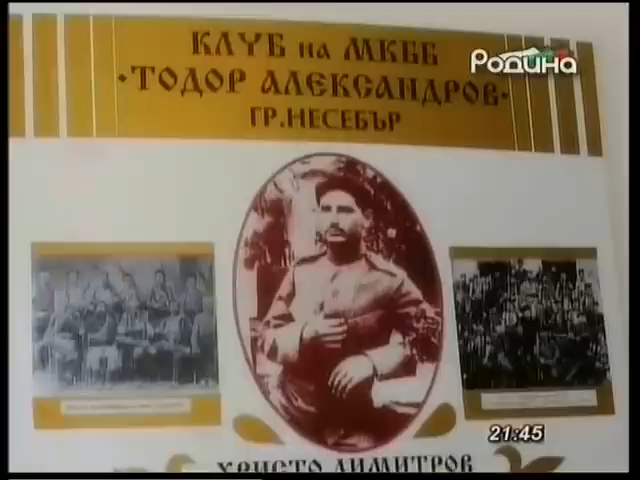 КЛУБ на МКББ
Родина
•ТОДОР АЛЕКСАНДРОВ•
ГР.НЕСЕБЪР
21:45
ХРИСТО ДИМИТРОВ